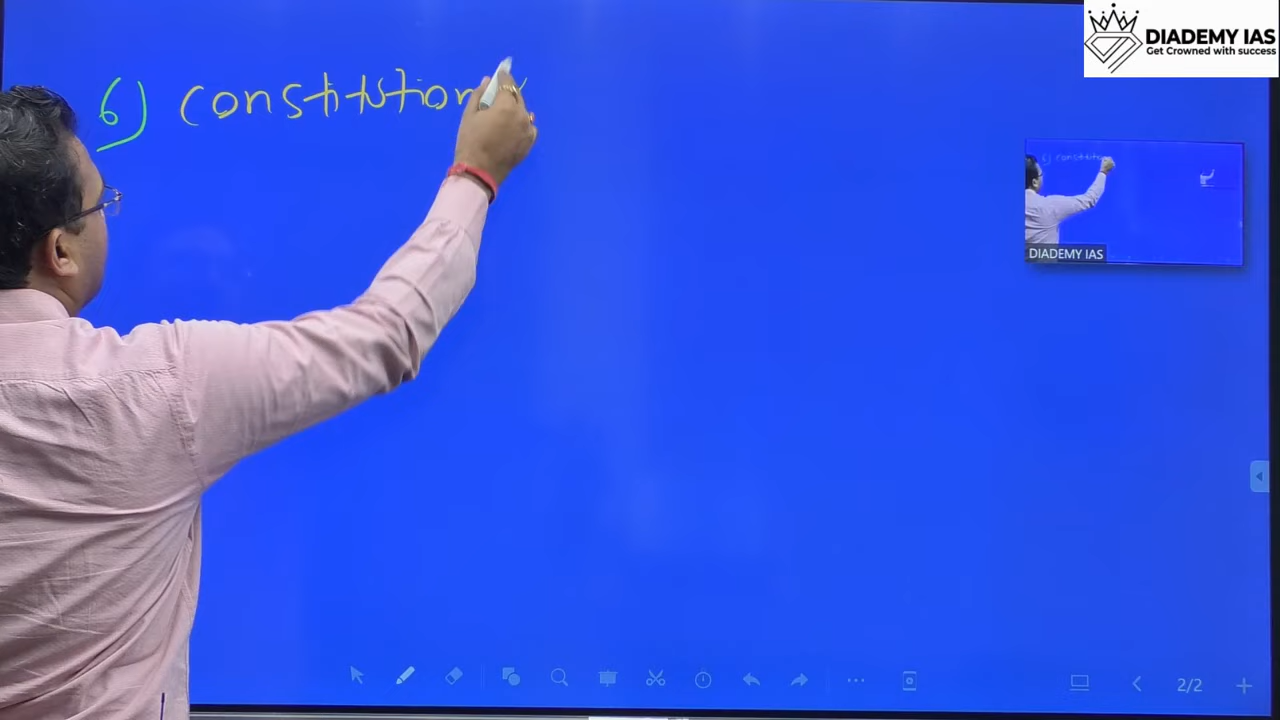 DIADEMY IAS
Get Crowned with success
6) constitution
DIADEMY IAS
2/2